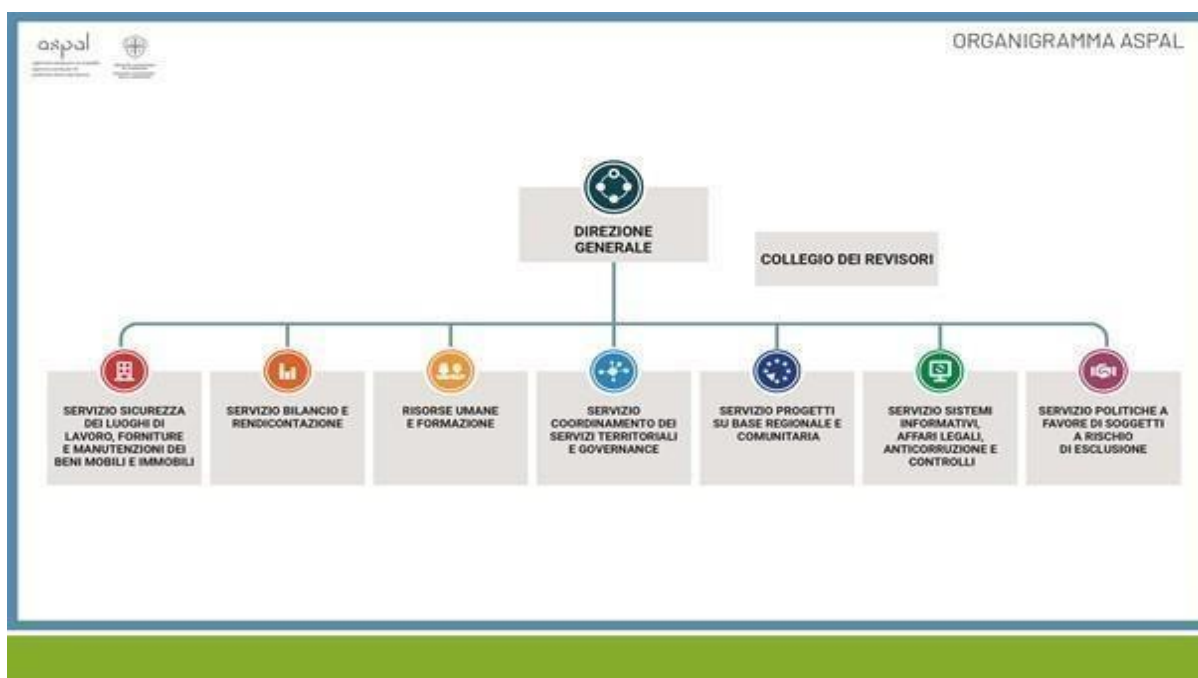 aspal
ORGANIGRAMMA ASPAL
DIREZIONE
GENERALE
COLLEGIO DEI REVISORI
SERVIZIO SICUREZZA
DEI LUOGHI DI
LAVORO, FORNITURE
E MANUTENZIONI DEI
BENI MOBILI E IMMOBILI
SERVIZIO BILANCIO E
RENDICONTAZIONE
RISORSE UMANE
E FORMAZIONE
SERVIZIO
COORDINAMENTO DEI
SERVIZI TERRITORIALI
E GOVERNANCE
SERVIZIO PROGETTI
SU BASE REGIONALE E
COMUNITARIA
SERVIZIO SISTEMI
INFORMATIVI,
AFFARI LEGALI,
ANTICORRUZIONE E
CONTROLLI
SERVIZIO POLITICHE A
FAVORE DI SOGGETTI
A RISCHIO
DI ESCLUSIONE